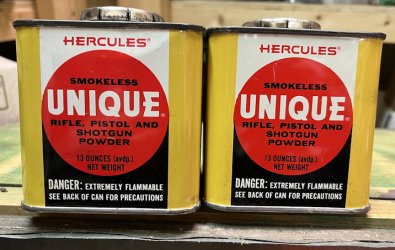 HERCULES®
SMOKELESS
UNIQUE®
RIFLE, PISTOL AND
SHOTGUN
POWDER
13 OUNCES (avdp.)
NET WEIGHT
DANGER: EXTREMELY FLAMMABLE
SEE BACK OF CAN FOR PRECAUTIONS
HERCULES®
SMOKELESS
UNIQUE®
RIFLE, PISTOL AND
SHOTGUN
POWDER
13 OUNCES (avdp.)
NET WEIGHT
DANGER: EXTREMELY FLAMMABLE
SEE BACK OF CAN FOR PRECAUTIONS